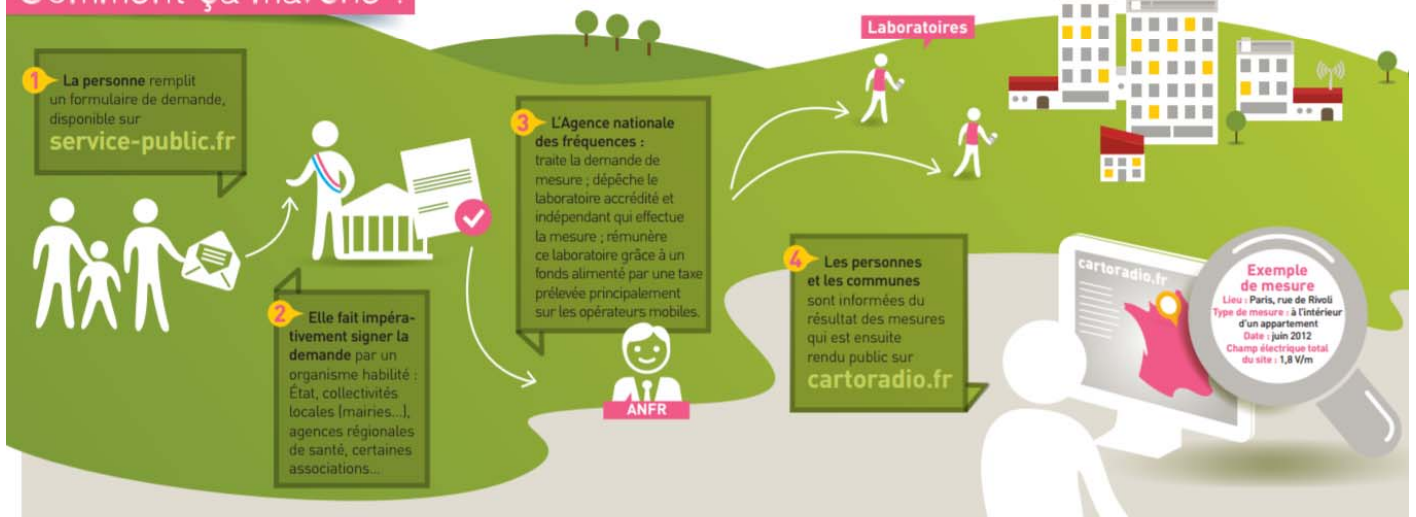 Comment ça marche ?
1 La personne remplit
un formulaire de demande,
disponible sur
service-public.fr
2 Elle fait impéra-
tivement signer la
demande par un
organisme habilité :
État, collectivités
locales (mairies...),
agences régionales
de santé, certaines
associations...
3 L'Agence nationale
des fréquences :
traite la demande de
mesure ; dépêche le
laboratoire accrédité et
indépendant qui effectue
la mesure ; rémunère
ce laboratoire grâce à un
fonds alimenté par une taxe
prélevée principalement
sur les opérateurs mobiles.
ANFR
Laboratoires
4 Les personnes
et les communes
sont informées du
résultat des mesures
qui est ensuite
rendu public sur
cartoradio.fr
cartoradio.fr
Exemple
de mesure
Lieu : Paris, rue de Rivoli
Type de mesure : à l'intérieur
d'un appartement
Date : juin 2012
Champ électrique total
du site : 1,8 V/m